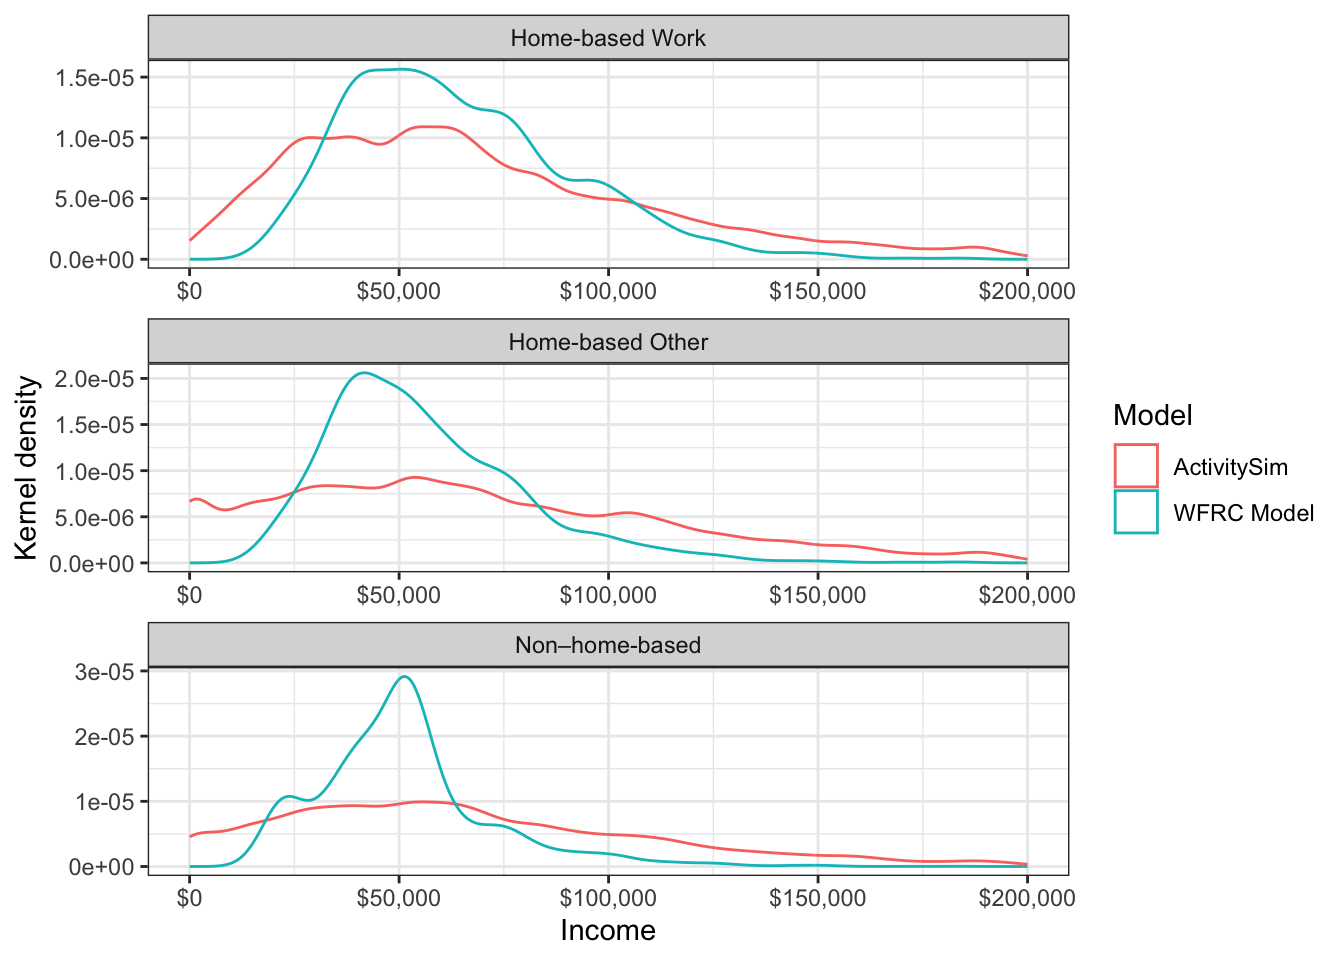 Home-based Work
1.5e-05
1.0e-05
5.0e-06
0.0e+00
$0 $50,000 $100,000 $150,000 $200,000
Home-based Other
2.0e-05
1.5e-05
1.0e-05
5.0e-06
0.0e+00
$0 $50,000 $100,000 $150,000 $200,000
Non–home-based
3e-05
2e-05
1e-05
0e+00
$0 $50,000 $100,000 $150,000 $200,000
Income
Kernel density
Model
ActivitySim
WFRC Model